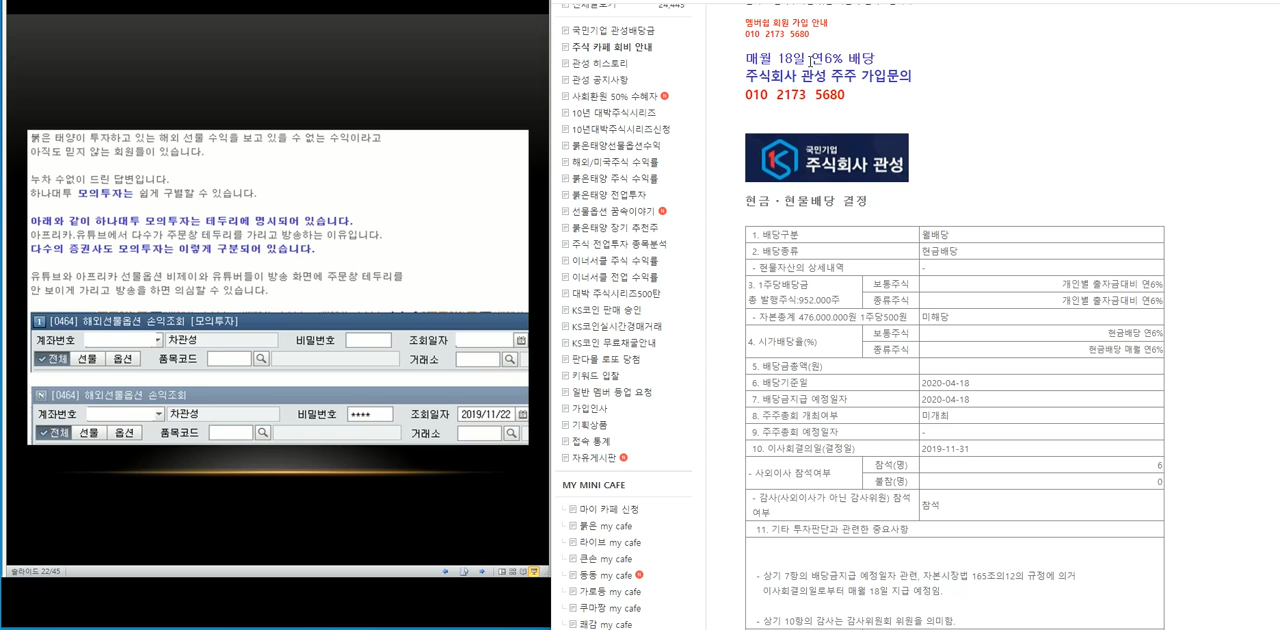 붉은 태양이 투자하고 있는 해외 선물 수익을 보고 있을 수 없는 수익이라고
아직도 믿지 않는 회원들이 있습니다.
누차 수없이 드린 답변입니다.
하나대투 모의투자는 쉽게 구별할 수 있습니다.
아래와 같이 하나대투 모의투자는 테두리에 명시되어 있습니다.
아프리카.유튜브에서 다수가 주문창 테두리를 가리고 방송하는 이유입니다.
다수의 증권사도 모의투자는 이렇게 구분되어 있습니다.
유튜브와 아프리카 선물옵션 비제이와 유튜버들이 방송 화면에 주문창 테두리를
안 보이게 가리고 방송을 하면 의심할 수 있습니다.
1 [0464] 해외선물옵션 손익조회 [모의투자]
계좌번호 차관성 비밀번호 조회일자
전체 선물 옵션 품목코드 거래소
N [0464] 해외선물옵션 손익조회
계좌번호 차관성 비밀번호 **** 조회일자 2019/11/22
전체 선물 옵션 품목코드 거래소
슬라이드 22/45
24,445
국민기업 관성배당금
주식 카페 회비 안내
관성 히스토리
관성 공지사항
사회환원 50% 수혜자 N
10년 대박주식시리즈
10년대박주식시리즈신청
붉은태양선물옵션수익
해외/미국주식 수익률
붉은태양 주식 수익률
붉은태양 전업투자
선물옵션 꿈속이야기 N
붉은태양 장기 추천주
주식 전업투자 종목분석
이너서클 주식 수익률
이너서클 전업 수익률
대박 주식시리즈500탄
KS코인 판매 승인
KS코인실시간경매거래
KS코인 무료채굴안내
판다물 로또 당첨
키워드 입찰
일반 멤버 등업 요청
가입인사
기획상품
접속 통계
자유게시판 N
MY MINI CAFE
마이 카페 신청
붉은 my cafe
라이브 my cafe
큰손 my cafe
동동 my cafe N
가로등 my cafe
쿠마짱 my cafe
쾌감 my cafe
멤버쉽 회원 가입 안내
010 2173 5680
매월 18일 연6% 배당
주식회사 관성 주주 가입문의
010 2173 5680
국민기업
주식회사 관성
현금・현물배당 결정
1. 배당구분 월배당
2. 배당종류 현금배당
- 현물자산의 상세내역 -
3. 1주당배당금 보통주식 개인별 출자금대비 연6%
총 발행주식:952.000주 종류주식 개인별 출자금대비 연6%
- 자본총계 476.000.000원 1주당500원 미해당
4. 시가배당율(%) 보통주식 현금배당 연6%
종류주식 현금배당 매월 연6%
5. 배당금총액(원)
6. 배당기준일 2020-04-18
7. 배당금지급 예정일자 2020-04-18
8. 주주총회 개최여부 미개최
9. 주주총회 예정일자 -
10. 이사회결의일(결정일) 2019-11-31
- 사외이사 참석여부 참석(명) 6
불참(명) 0
- 감사(사외이사가 아닌 감사위원) 참석
여부 참석
11. 기타 투자판단과 관련한 중요사항
- 상기 7항의 배당금지급 예정일자 관련, 자본시장법 165조의12의 규정에 의거
이사회결의일로부터 매월 18일 지급 예정임.
- 상기 10항의 감사는 감사위원회 위원을 의미함.